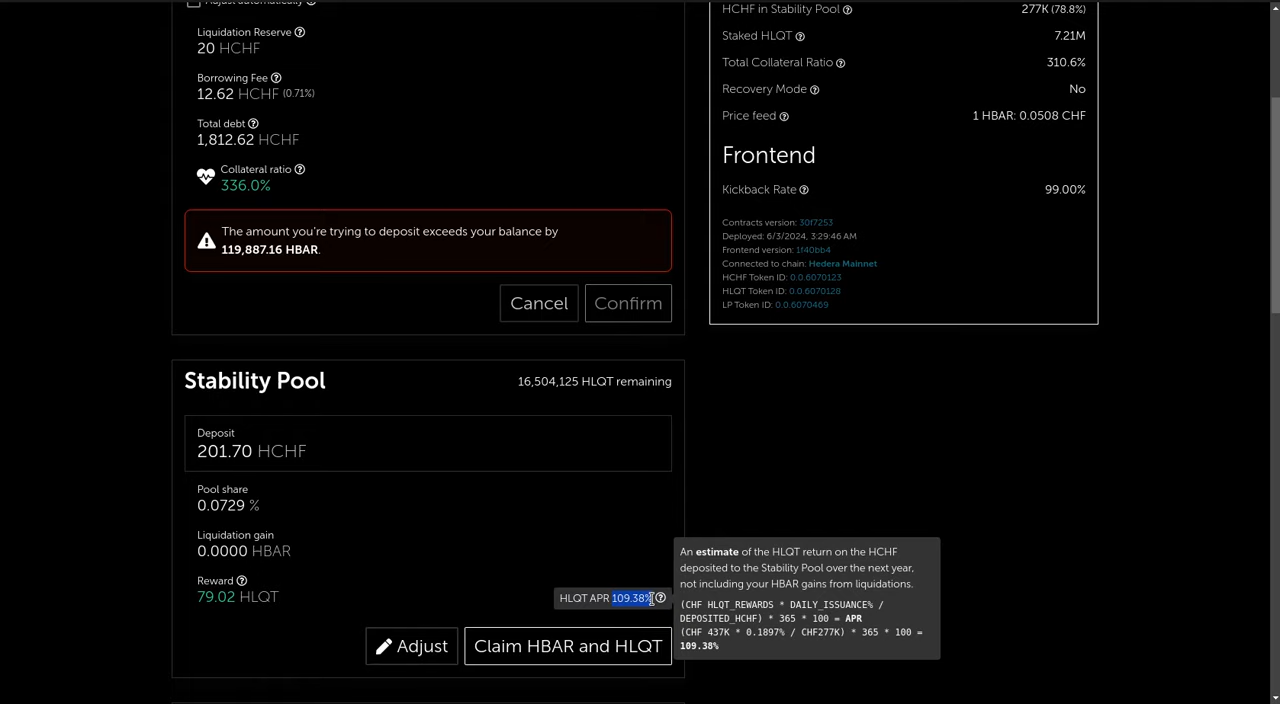 Adjust automatically
Liquidation Reserve
20 HCHF
Borrowing Fee
12.62 HCHF (0.71%)
Total debt
1,812.62 HCHF
Collateral ratio
336.0%
The amount you're trying to deposit exceeds your balance by
119,887.16 HBAR.
Cancel Confirm
Stability Pool 16,504,125 HLQT remaining
Deposit
201.70 HCHF
Pool share
0.0729 %
Liquidation gain
0.0000 HBAR
Reward
79.02 HLQT
HLQT APR 109.38%
Adjust Claim HBAR and HLQT
An estimate of the HLQT return on the HCHF
deposited to the Stability Pool over the next year,
not including your HBAR gains from liquidations.
(CHF HLQT_REWARDS * DAILY_ISSUANCE% /
DEPOSITED_HCHF) * 365 * 100 = APR
(CHF 437K * 0.1897% / CHF277K) * 365 * 100 =
109.38%
HCHF in Stability Pool 277K (78.8%)
Staked HLQT 7.21M
Total Collateral Ratio 310.6%
Recovery Mode No
Price feed 1 HBAR: 0.0508 CHF
Frontend
Kickback Rate 99.00%
Contracts version: 30f7253
Deployed: 6/3/2024, 3:29:46 AM
Frontend version: 1f40bb4
Connected to chain: Hedera Mainnet
HCHF Token ID: 0.0.6070123
HLQT Token ID: 0.0.6070128
LP Token ID: 0.0.6070469